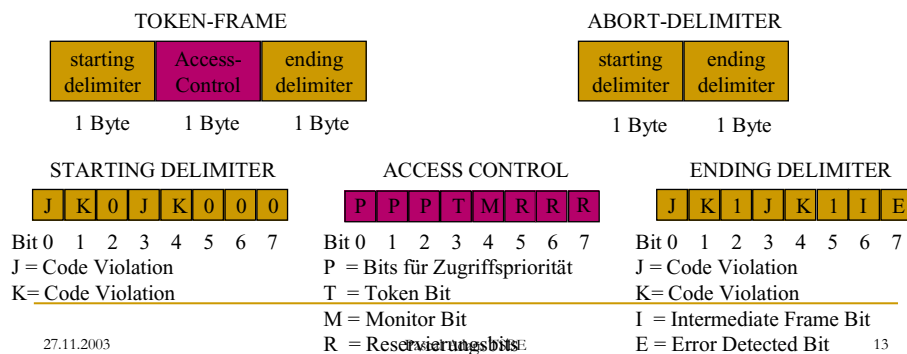 TOKEN-FRAME
starting delimiter
Access-Control
ending delimiter
1 Byte 1 Byte 1 Byte
ABORT-DELIMITER
starting delimiter
ending delimiter
1 Byte 1 Byte
STARTING DELIMITER
J K 0 J K 0 0 0
Bit 0 1 2 3 4 5 6 7
J = Code Violation
K= Code Violation
ACCESS CONTROL
P P P T M R R R
Bit 0 1 2 3 4 5 6 7
P = Bits für Zugriffspriorität
T = Token Bit
M = Monitor Bit
R = Reservierungsbits
ENDING DELIMITER
J K 1 J K 1 I E
Bit 0 1 2 3 4 5 6 7
J = Code Violation
K= Code Violation
I = Intermediate Frame Bit
E = Error Detected Bit
27.11.2003
13